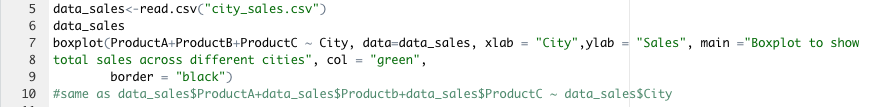 5 data_sales<-read.csv("city_sales.csv")
6 data_sales
7 boxplot(ProductA+ProductB+ProductC ~ City, data=data_sales, xlab = "City",ylab = "Sales", main ="Boxplot to show
8 total sales across different cities", col = "green",
9         border = "black")
10 #same as data_sales$ProductA+data_sales$Productb+data_sales$ProductC ~ data_sales$City